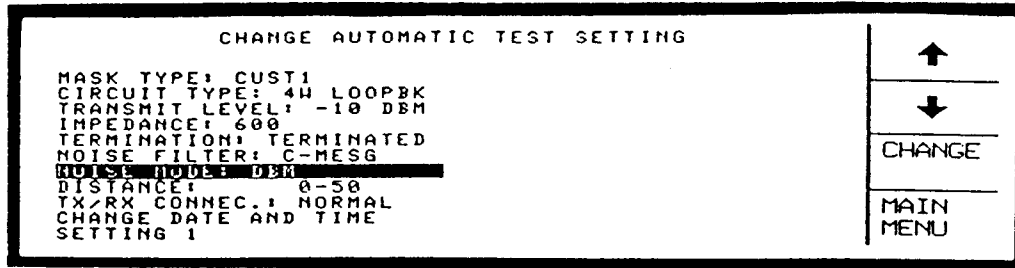 CHANGE AUTOMATIC TEST SETTING
MASK TYPE: CUST1
CIRCUIT TYPE: 4W LOOPBK
TRANSMIT LEVEL: -10 DBM
IMPEDANCE: 600
TERMINATION: TERMINATED
NOISE FILTER: C-MESG
NOISE MODE: DBM
DISTANCE: 0-50
TX/RX CONNEC.: NORMAL
CHANGE DATE AND TIME
SETTING 1
CHANGE
MAIN
MENU